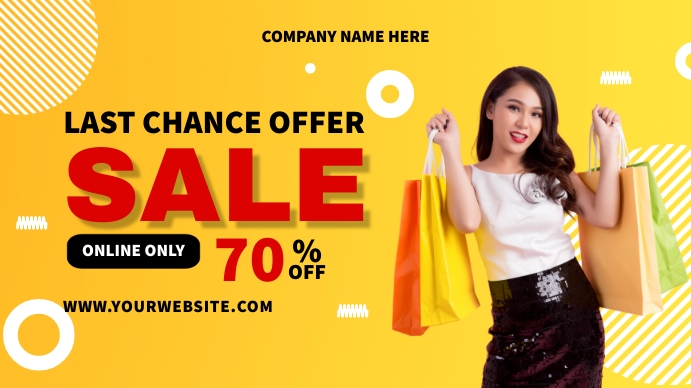 COMPANY NAME HERE
LAST CHANCE OFFER
SALE
ONLINE ONLY
70% OFF
WWW.YOURWEBSITE.COM